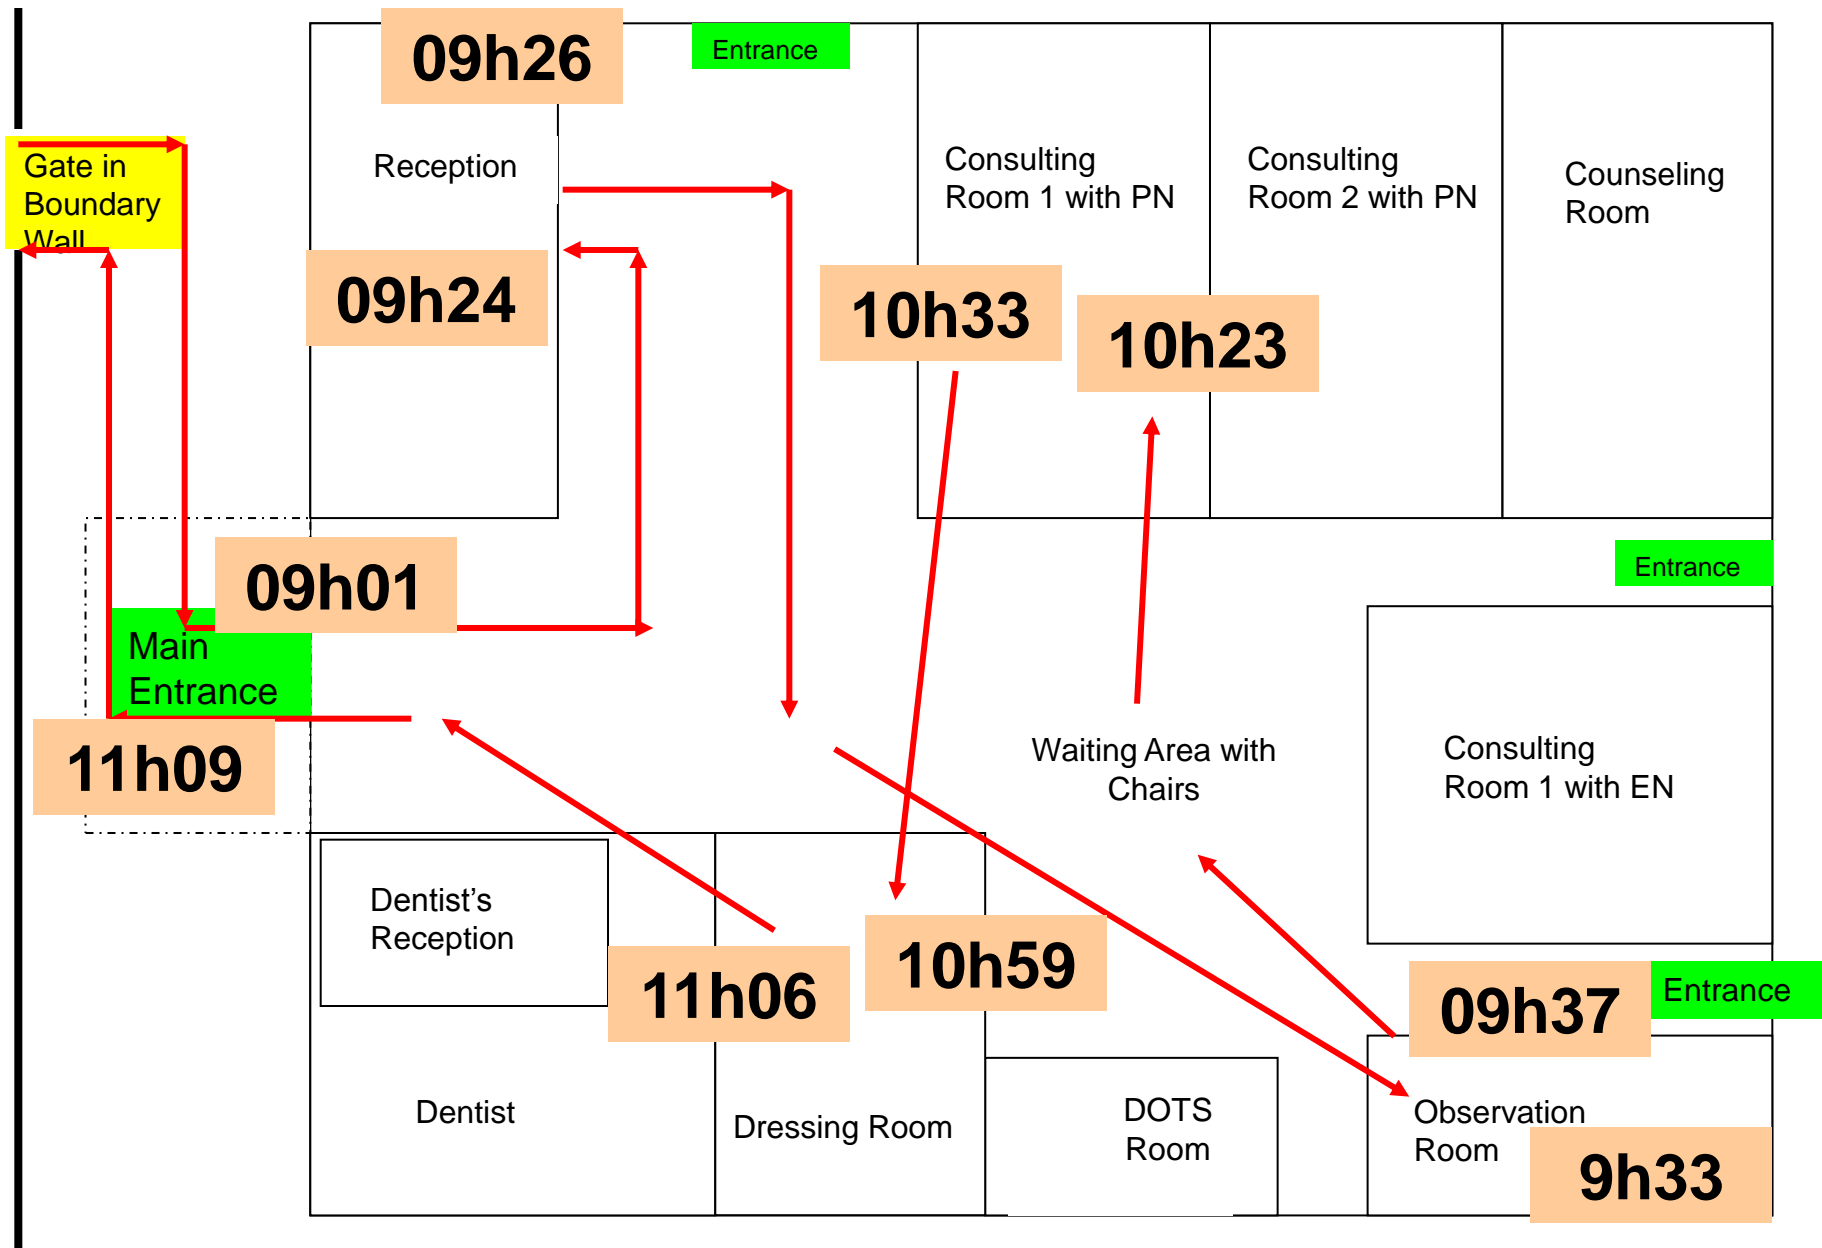 09h26
Entrance
Gate in
Boundary
Wall
Reception
Consulting
Room 1 with PN
Consulting
Room 2 with PN
Counseling
Room
09h24
10h33
10h23
09h01
Entrance
Main
Entrance
11h09
Waiting Area with
Chairs
Consulting
Room 1 with EN
Dentist's
Reception
11h06
10h59
09h37
Entrance
Dentist
Dressing Room
DOTS
Room
Observation
Room
9h33